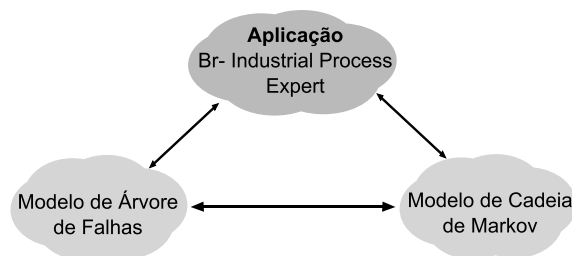 Aplicação
Br- Industrial Process
Expert
Modelo de Árvore
de Falhas
Modelo de Cadeia
de Markov